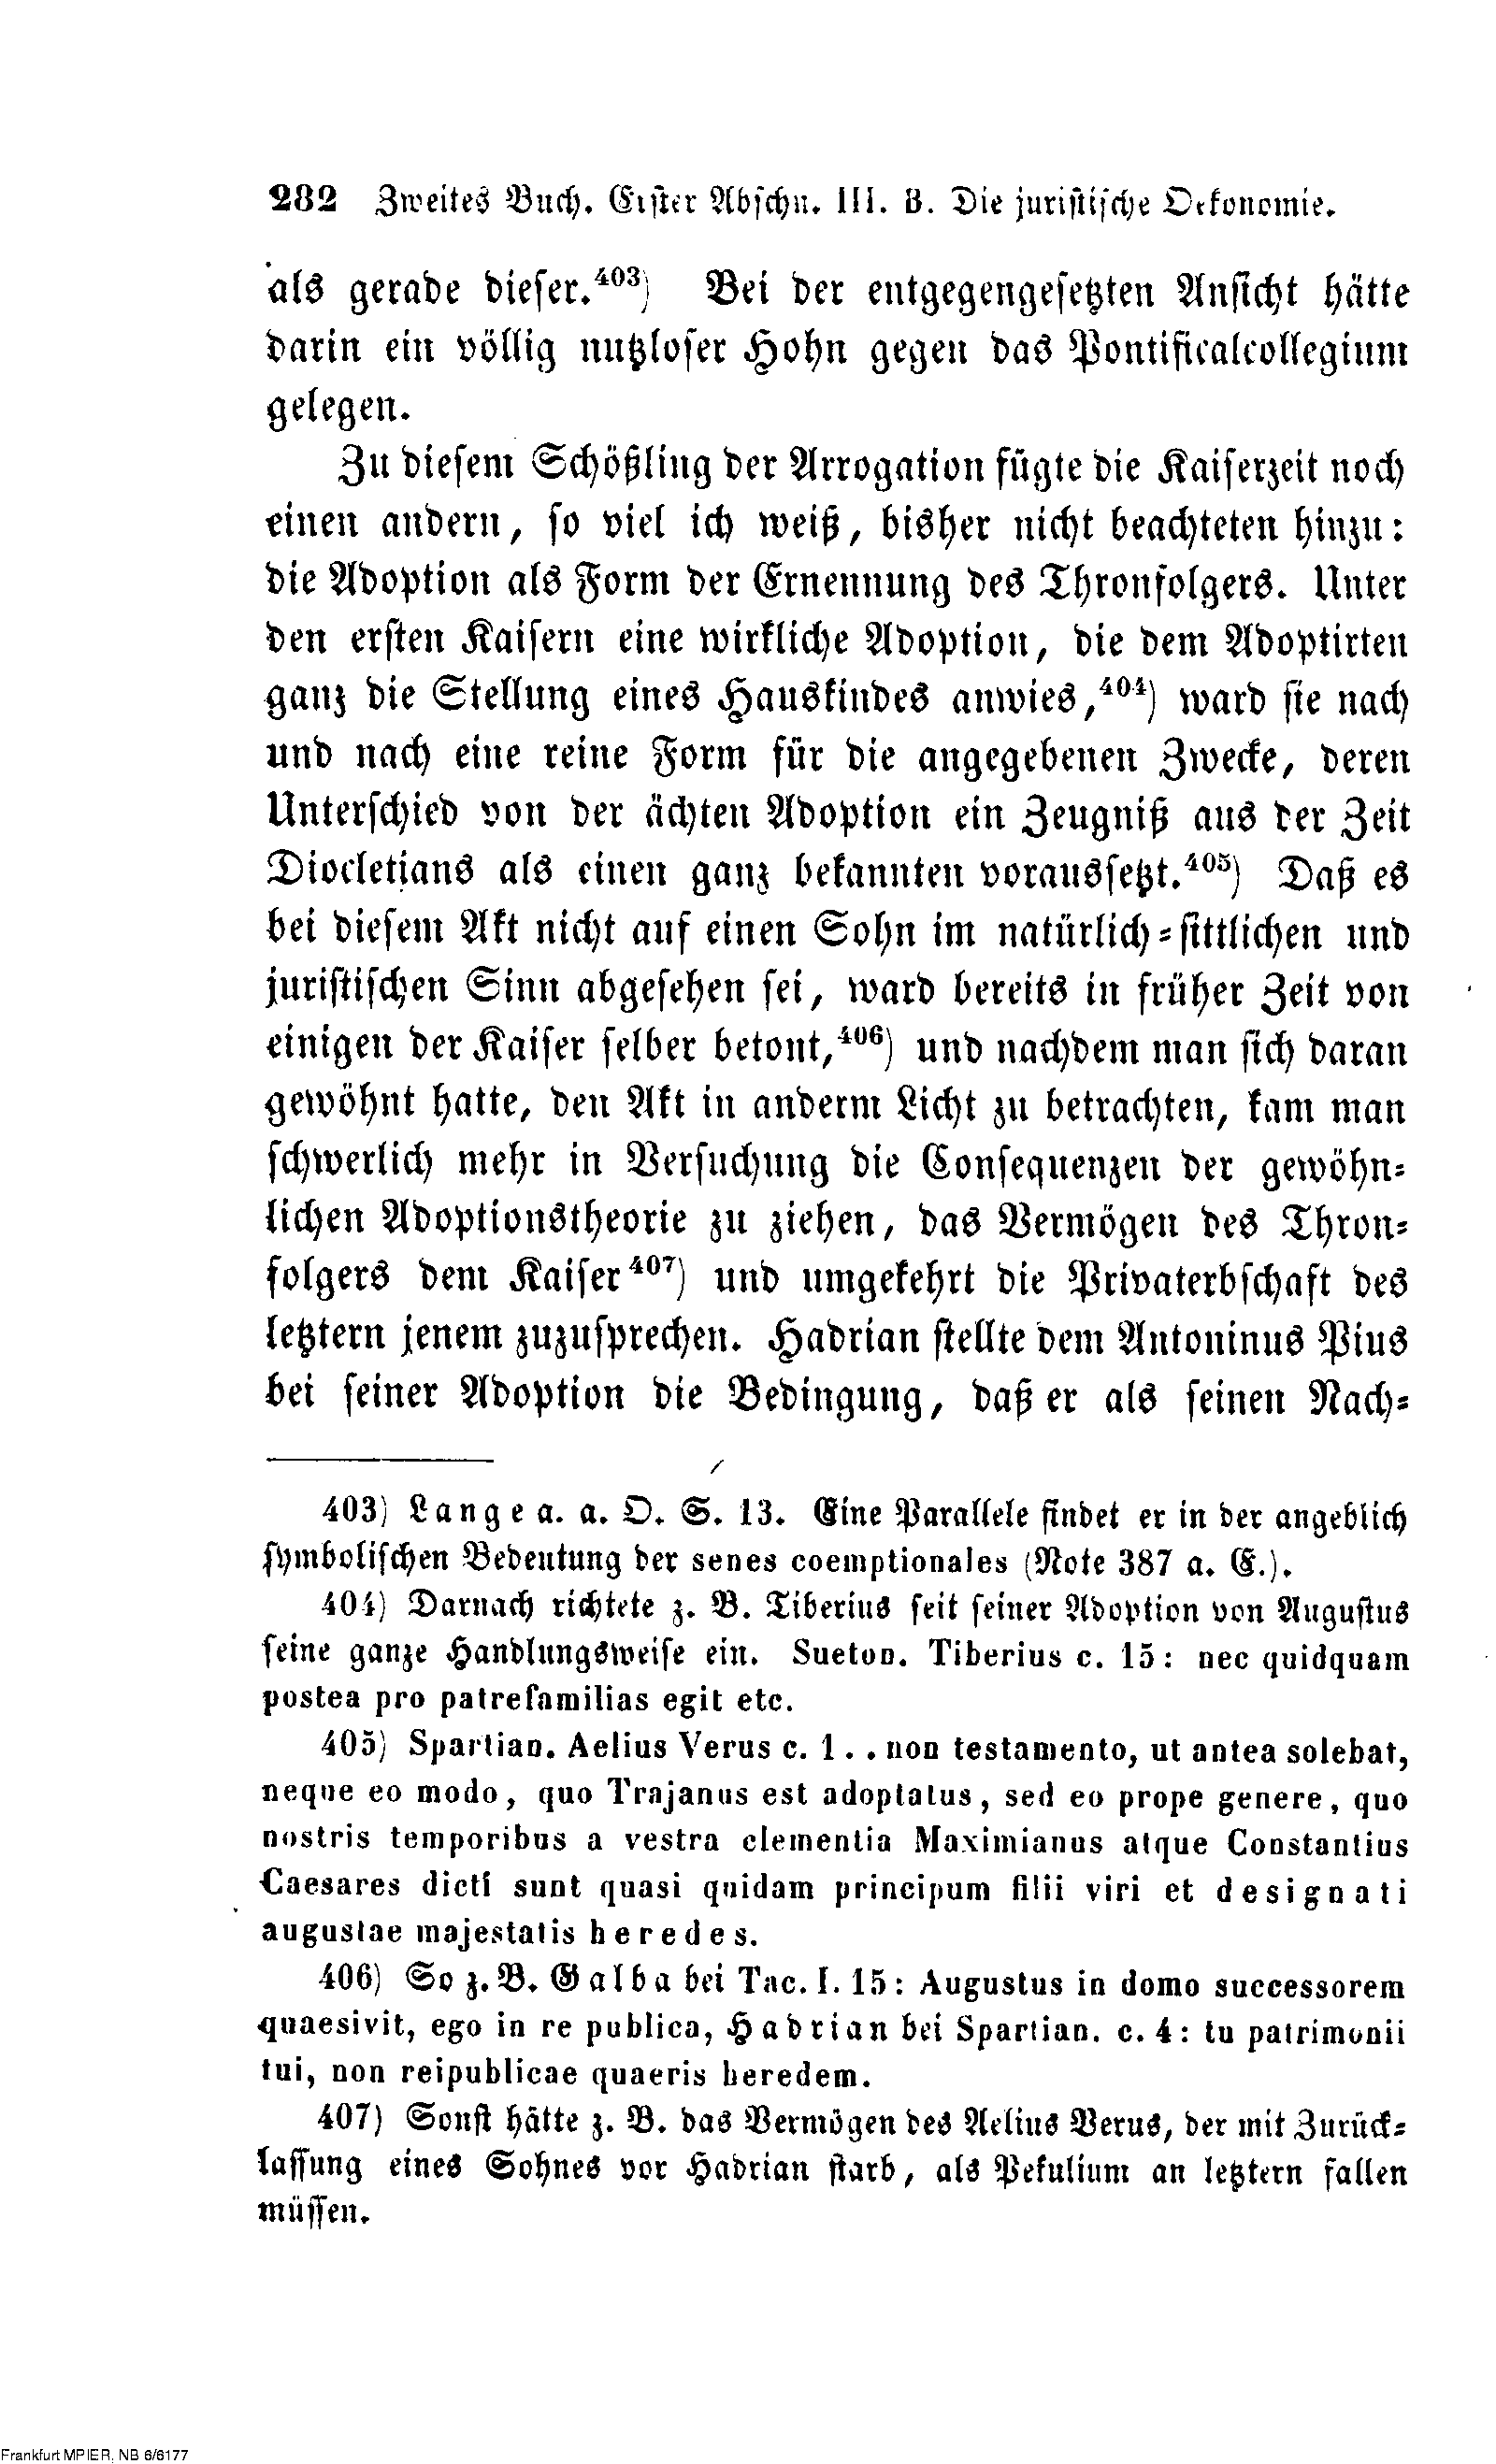 282 Zweites Buch. Erster Abschn. III. B. Die juristische Oekonomie.
als gerade dieser.403) Bei der entgegengesetzten Ansicht hätte
darin ein völlig nutzloser Hohn gegen das Pontificalcollegium
gelegen.
Zu diesem Schößling der Arrogation fügte die Kaiserzeit noch
einen andern, so viel ich weiß, bisher nicht beachteten hinzu:
die Adoption als Form der Ernennung des Thronfolgers. Unter
den ersten Kaisern eine wirkliche Adoption, die dem Adoptirten
ganz die Stellung eines Hauskindes anwies,404) ward sie nach
und nach eine reine Form für die angegebenen Zwecke, deren
Unterschied von der ächten Adoption ein Zeugniß aus der Zeit
Diocletians als einen ganz bekannten voraussetzt.405) Daß es
bei diesem Akt nicht auf einen Sohn im natürlich-sittlichen und
juristischen Sinn abgesehen sei, ward bereits in früher Zeit von
einigen der Kaiser selber betont,406) und nachdem man sich daran
gewöhnt hatte, den Akt in anderm Licht zu betrachten, kam man
schwerlich mehr in Versuchung die Consequenzen der gewöhn-
lichen Adoptionstheorie zu ziehen, das Vermögen des Thron-
folgers dem Kaiser407) und umgekehrt die Privaterbschaft des
letztern jenem zuzusprechen. Hadrian stellte dem Antoninus Pius
bei seiner Adoption die Bedingung, daß er als seinen Nach-
403) Lange a. a. O. S. 13. Eine Parallele findet er in der angeblich
symbolischen Bedeutung der senes coemptionales (Note 387 a. E.).
404) Darnach richtete z. B. Tiberius seit seiner Adoption von Augustus
seine ganze Handlungsweise ein. Sueton. Tiberius c. 15: nec quidquam
postea pro patrefamilias egit etc.
405) Spartian. Aelius Verus c. 1 . . non testamento, ut antea solebat,
neque eo modo, quo Trajanus est adoptatus, sed eo prope genere, quo
nostris temporibus a vestra clementia Maximianus atque Constantius
Caesares dicti sunt quasi quidam principum filii viri et designati
augustae majestatis heredes.
406) So z. B. Galba bei Tac. I. 15: Augustus in domo successorem
quaesivit, ego in re publica, Hadrian bei Spartian. c. 4: tu patrimonii
tui, non reipublicae quaeris heredem.
407) Sonst hätte z. B. das Vermögen des Aelius Verus, der mit Zurück-
lassung eines Sohnes vor Hadrian starb, als Pekulium an letztern fallen
müssen.
Frankfurt MPIER, NB 6/6177